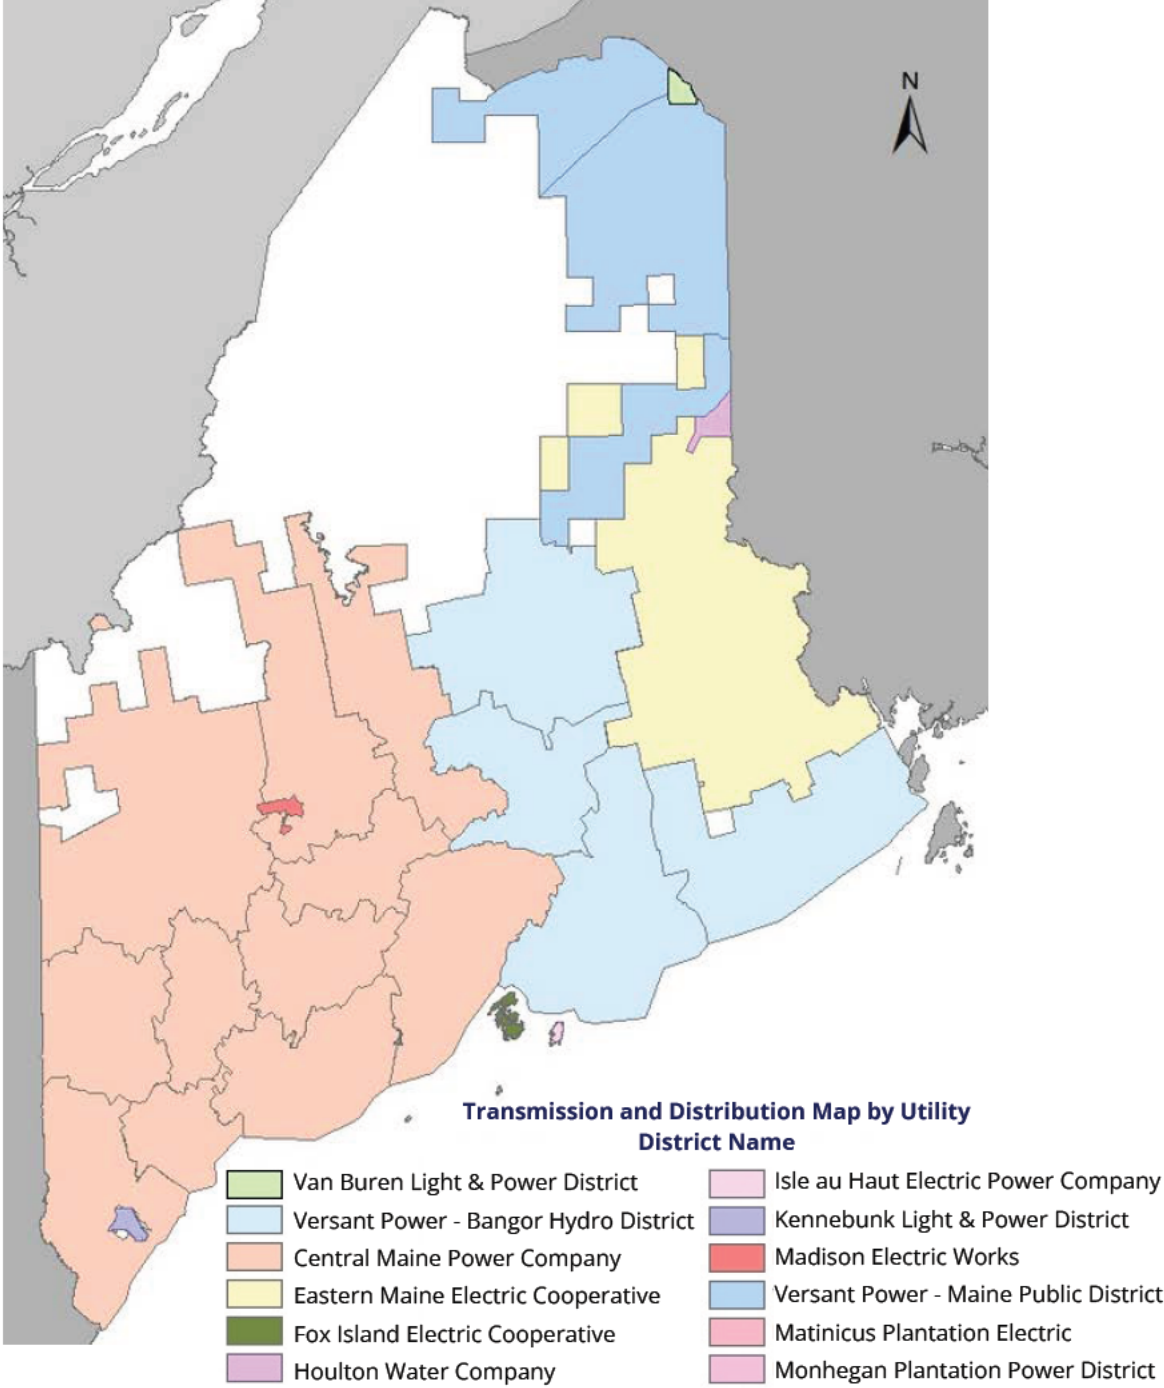 N
Transmission and Distribution Map by Utility
District Name
Van Buren Light & Power District
Versant Power - Bangor Hydro District
Central Maine Power Company
Eastern Maine Electric Cooperative
Fox Island Electric Cooperative
Houlton Water Company
Isle au Haut Electric Power Company
Kennebunk Light & Power District
Madison Electric Works
Versant Power - Maine Public District
Matinicus Plantation Electric
Monhegan Plantation Power District